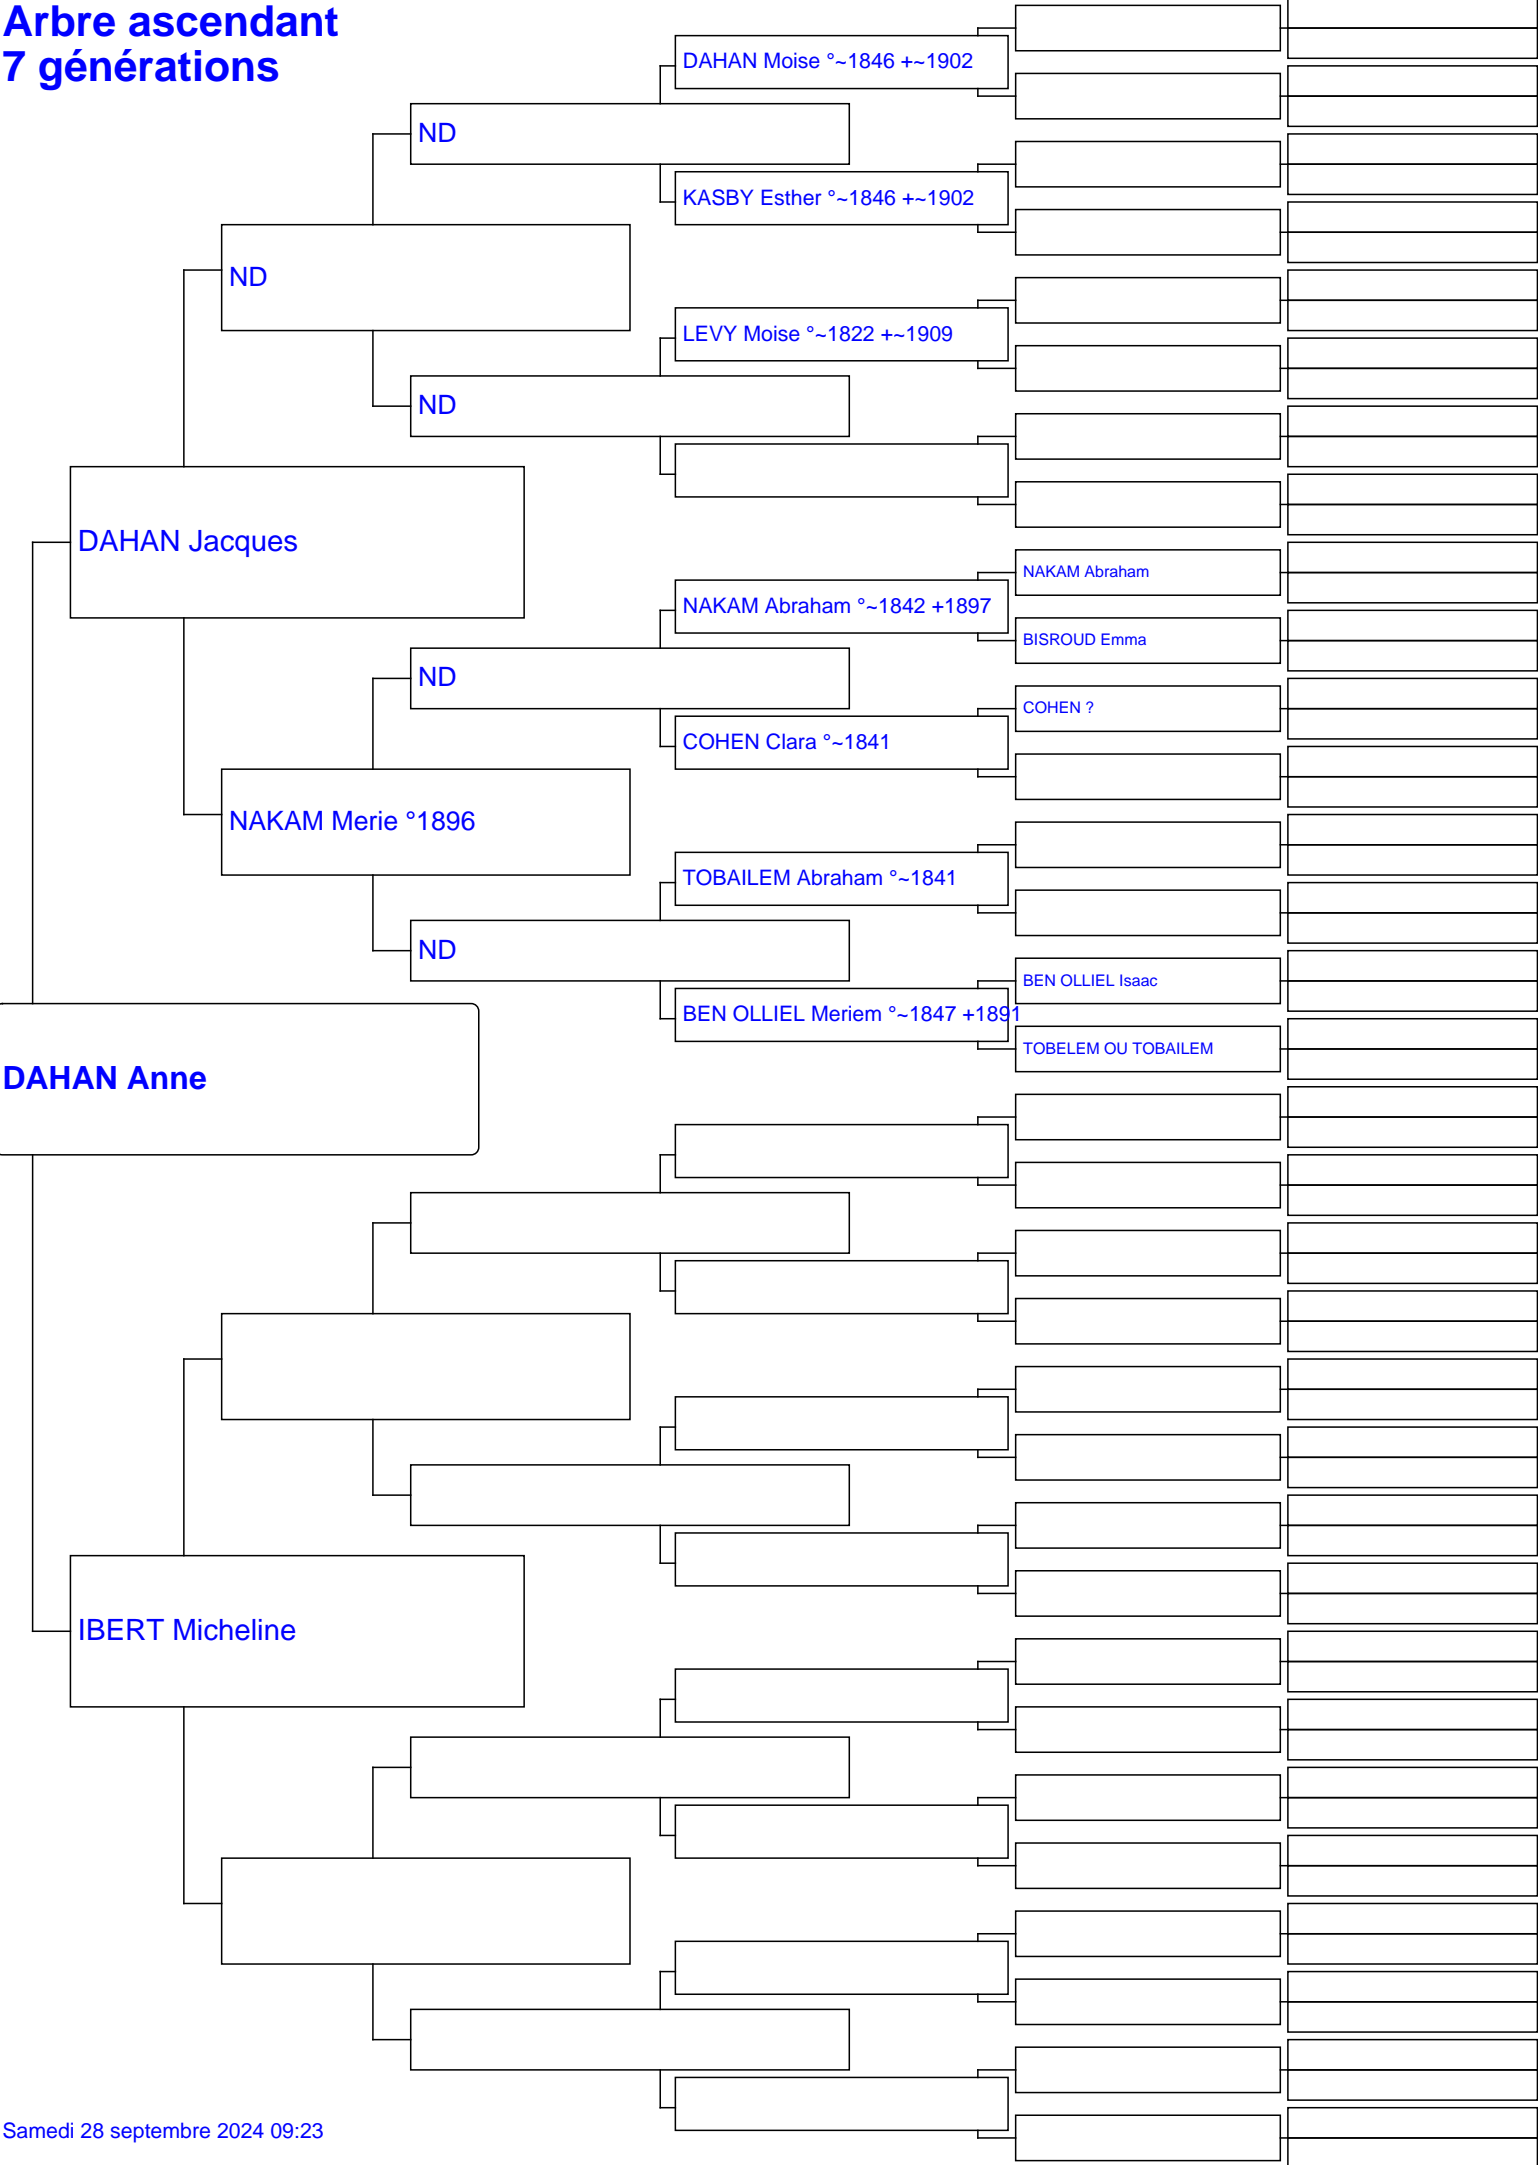 Arbre ascendant
7 générations
DAHAN Moise °~1846 +~1902
ND
KASBY Esther °~1846 +~1902
ND
LEVY Moise °~1822 +~1909
ND
DAHAN Jacques
NAKAM Abraham
NAKAM Abraham °~1842 +1897
BISROUD Emma
ND
COHEN ?
COHEN Clara °~1841
NAKAM Merie °1896
TOBAILEM Abraham °~1841
ND
BEN OLLIEL Isaac
BEN OLLIEL Meriem °~1847 +1891
TOBELEM OU TOBAILEM
DAHAN Anne
IBERT Micheline
Samedi 28 septembre 2024 09:23